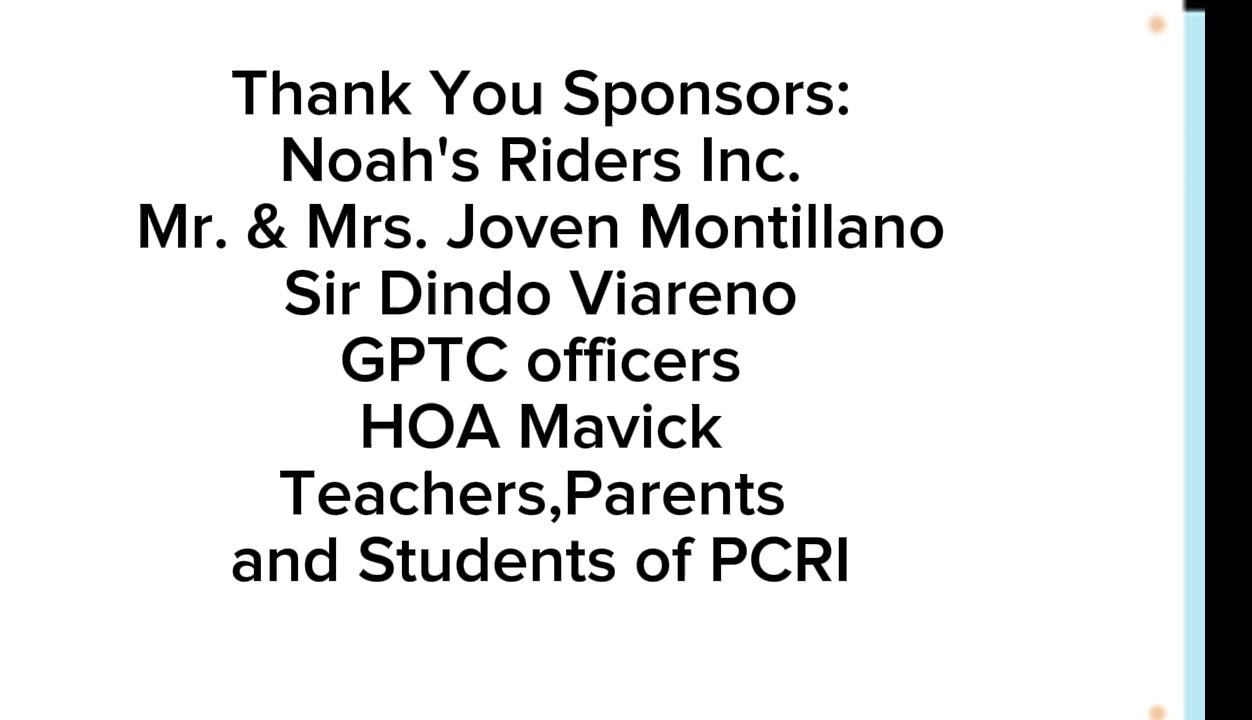 Thank You Sponsors:
Noah's Riders Inc.
Mr. & Mrs. Joven Montillano
Sir Dindo Viareno
GPTC officers
HOA Mavick
Teachers,Parents
and Students of PCRI